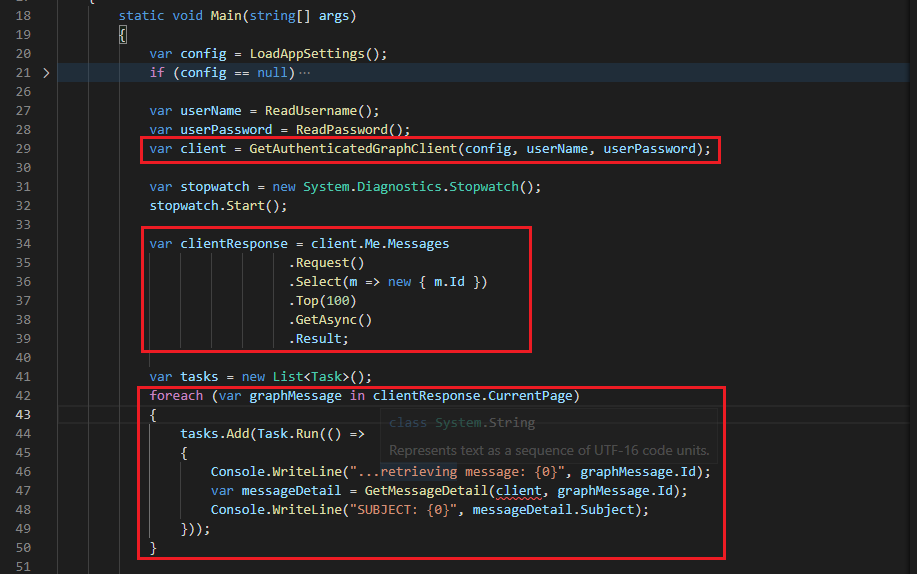 18 static void Main(string[] args)
19 {
20 var config = LoadAppSettings();
21 > if (config == null) ···
26
27 var userName = ReadUsername();
28 var userPassword = ReadPassword();
29 var client = GetAuthenticatedGraphClient(config, userName, userPassword);
30
31 var stopwatch = new System.Diagnostics.Stopwatch();
32 stopwatch.Start();
33
34 var clientResponse = client.Me.Messages
35 .Request()
36 .Select(m => new { m.Id })
37 .Top(100)
38 .GetAsync()
39 .Result;
40
41 var tasks = new List<Task>();
42 foreach (var graphMessage in clientResponse.CurrentPage)
43 {
class System.String
44 tasks.Add(Task.Run(() =>
Represents text as a sequence of UTF-16 code units.
45 {
46 Console.WriteLine("...retrieving message: {0}", graphMessage.Id);
47 var messageDetail = GetMessageDetail(client, graphMessage.Id);
48 Console.WriteLine("SUBJECT: {0}", messageDetail.Subject);
49 }));
50 }
51